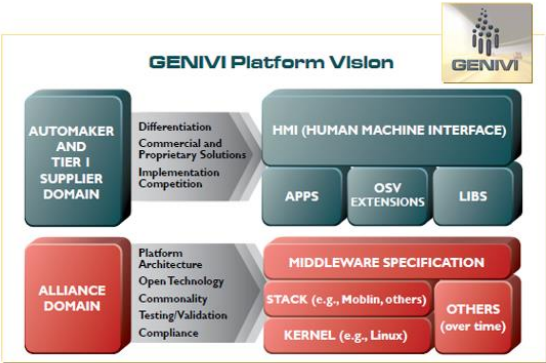 GENIVI
GENIVI Platform Vision
AUTOMAKER
AND
TIER I
SUPPLIER
DOMAIN
Differentiation
Commercial and
Proprietary Solutions
Implementation
Competition
HMI (HUMAN MACHINE INTERFACE)
APPS
OSV
EXTENSIONS
LIBS
ALLIANCE
DOMAIN
Platform
Architecture
Open Technology
Commonality
Testing/Validation
Compliance
MIDDLEWARE SPECIFICATION
STACK (e.g., Moblin, others)
KERNEL (e.g., Linux)
OTHERS
(over time)